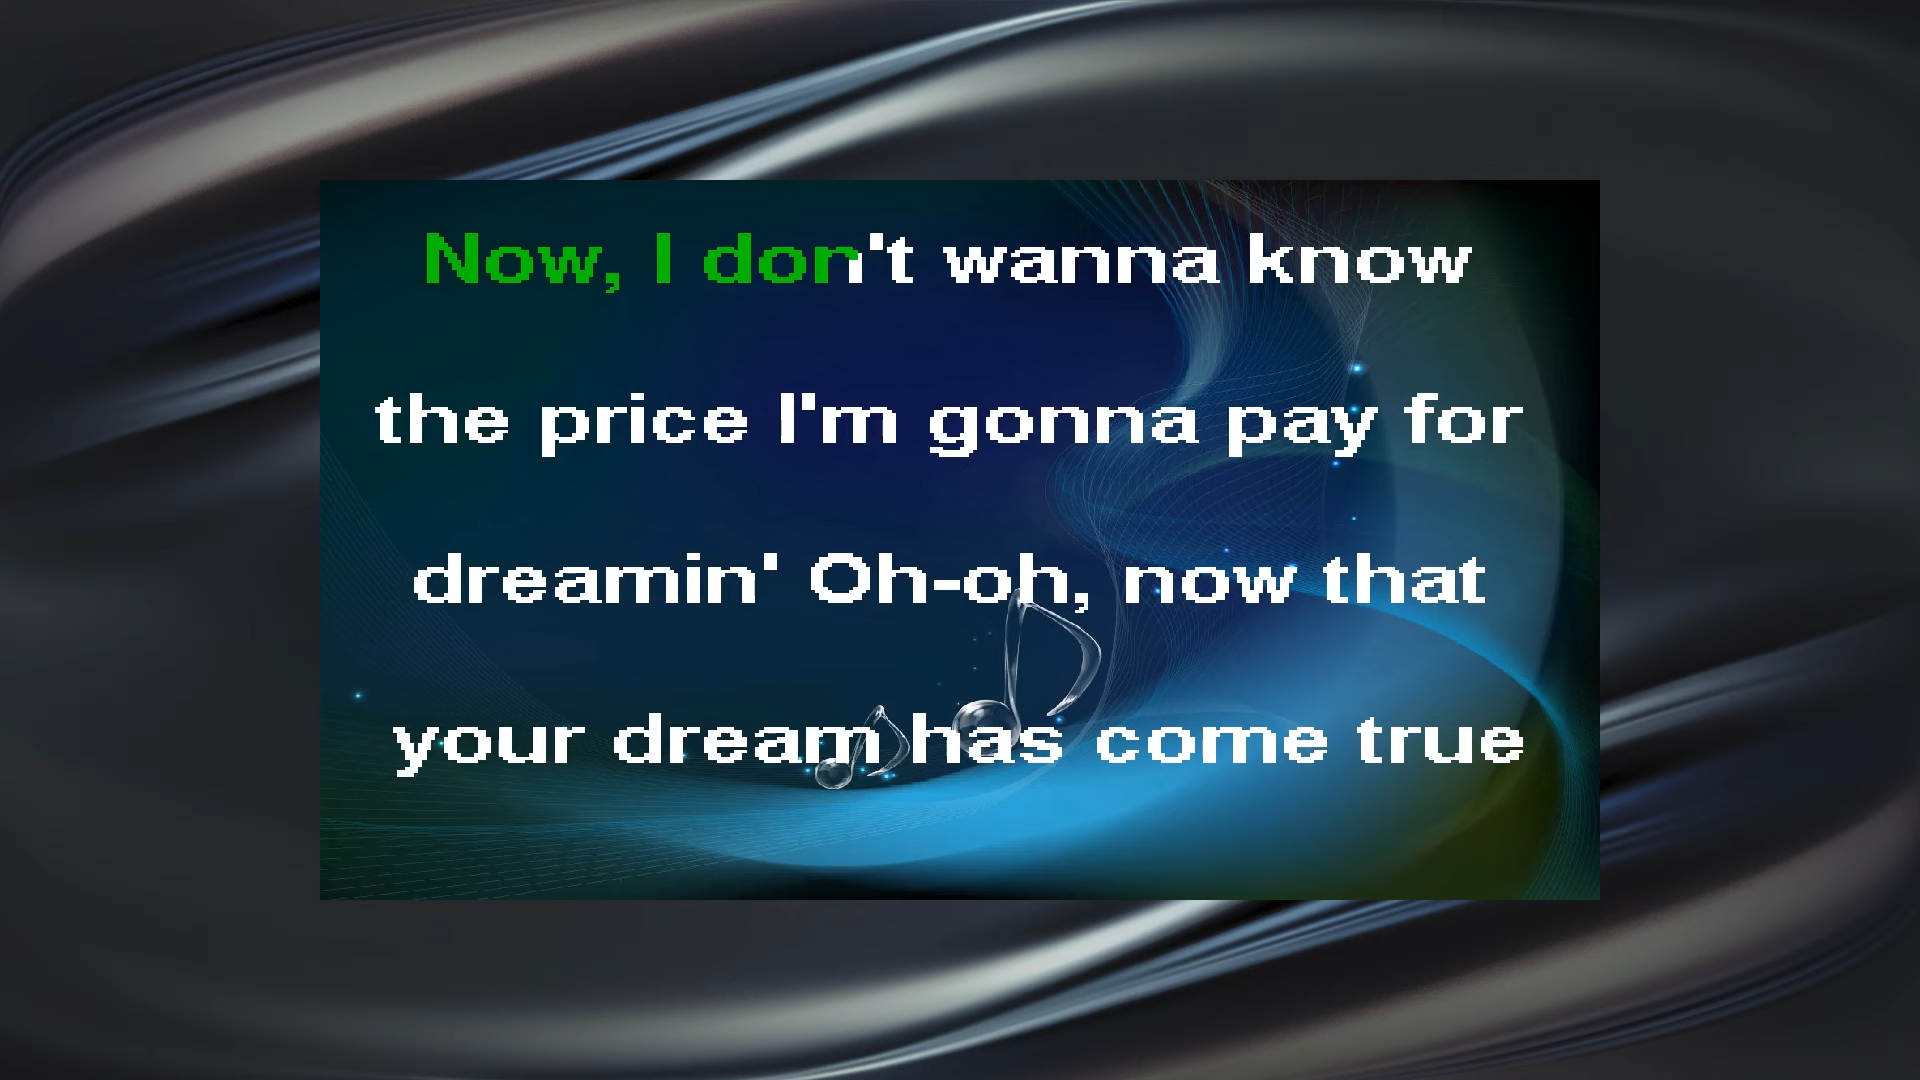 Now, I don't wanna know
the price I'm gonna pay for
dreamin' Oh-oh, now that
your dream has come true